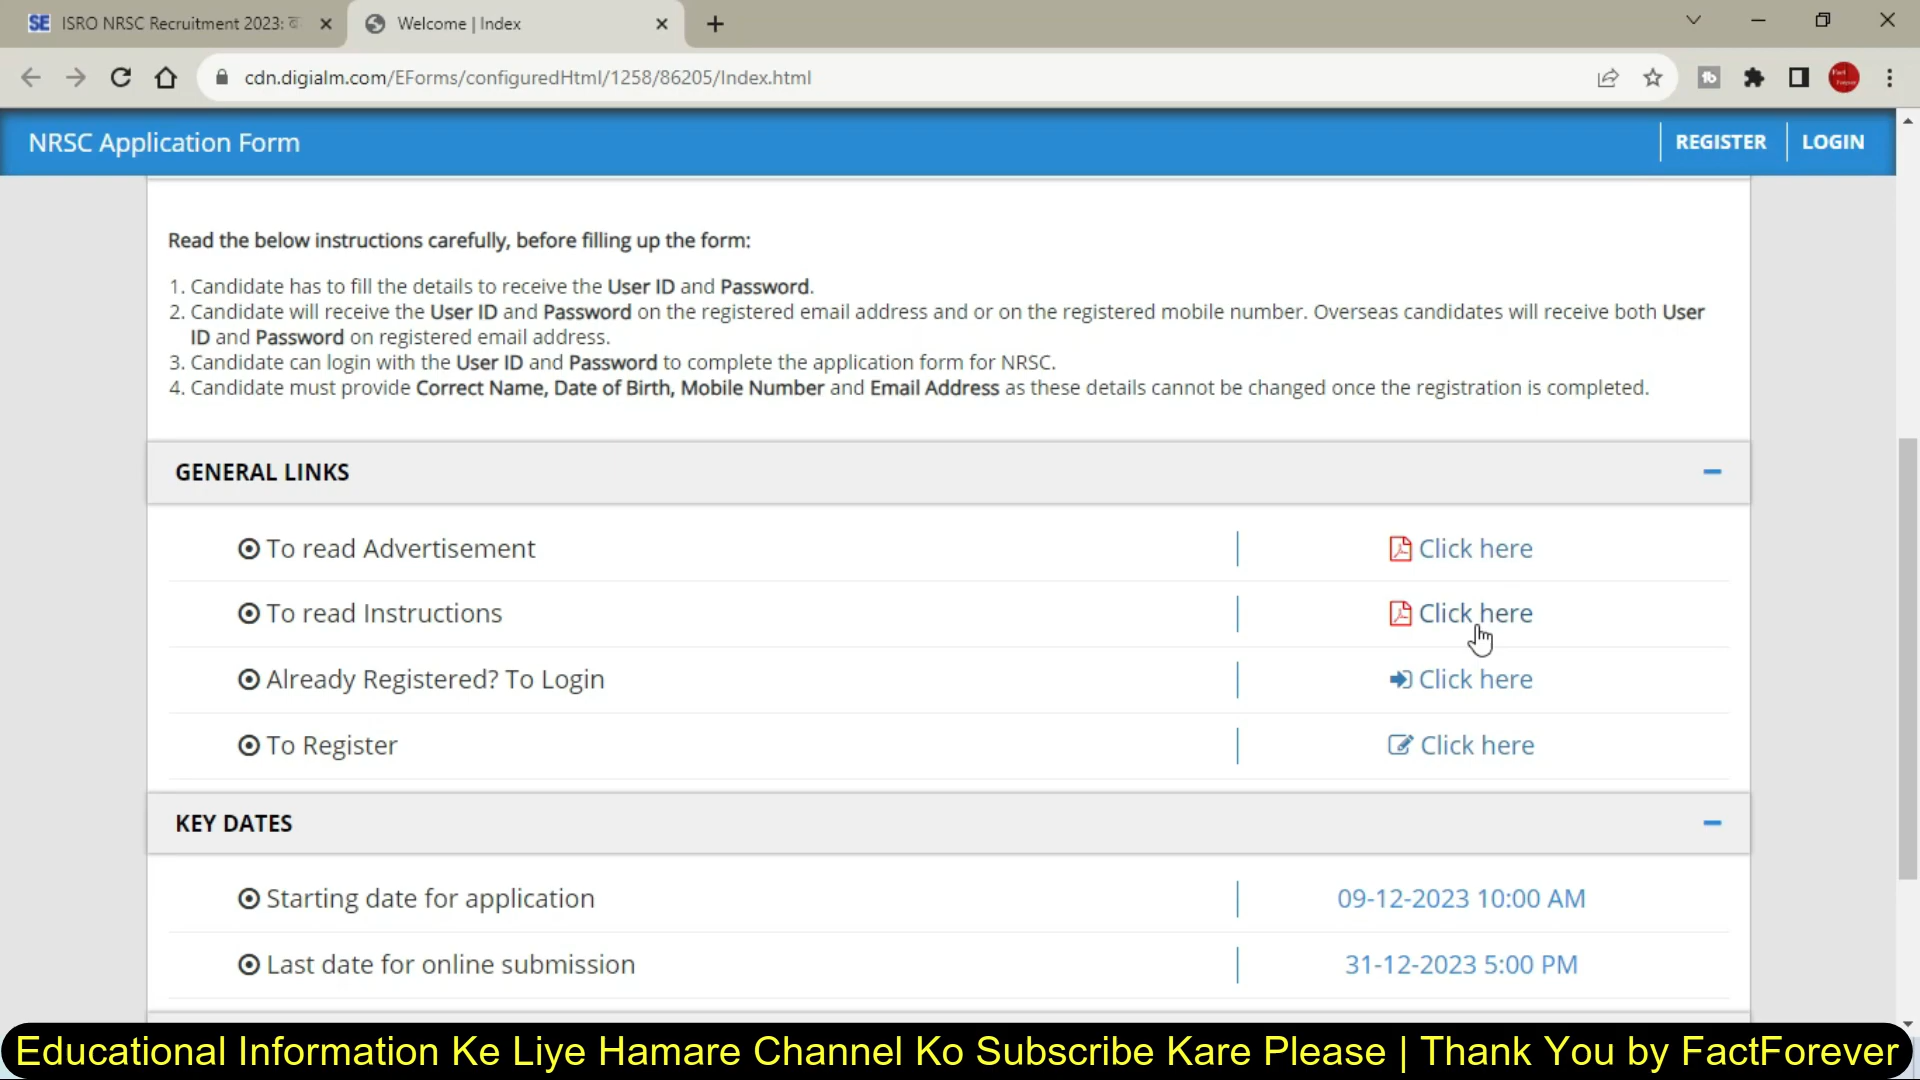 SE ISRO NRSC Recruitment 2023:
Welcome | Index
cdn.digialm.com/EForms/configuredHtml/1258/86205/Index.html
NRSC Application Form
REGISTER
LOGIN
Read the below instructions carefully, before filling up the form:
1. Candidate has to fill the details to receive the User ID and Password.
2. Candidate will receive the User ID and Password on the registered email address and or on the registered mobile number. Overseas candidates will receive both User
ID and Password on registered email address.
3. Candidate can login with the User ID and Password to complete the application form for NRSC.
4. Candidate must provide Correct Name, Date of Birth, Mobile Number and Email Address as these details cannot be changed once the registration is completed.
GENERAL LINKS
To read Advertisement
Click here
To read Instructions
Click here
Already Registered? To Login
Click here
To Register
Click here
KEY DATES
Starting date for application
09-12-2023 10:00 AM
Last date for online submission
31-12-2023 5:00 PM
Educational Information Ke Liye Hamare Channel Ko Subscribe Kare Please | Thank You by FactForever